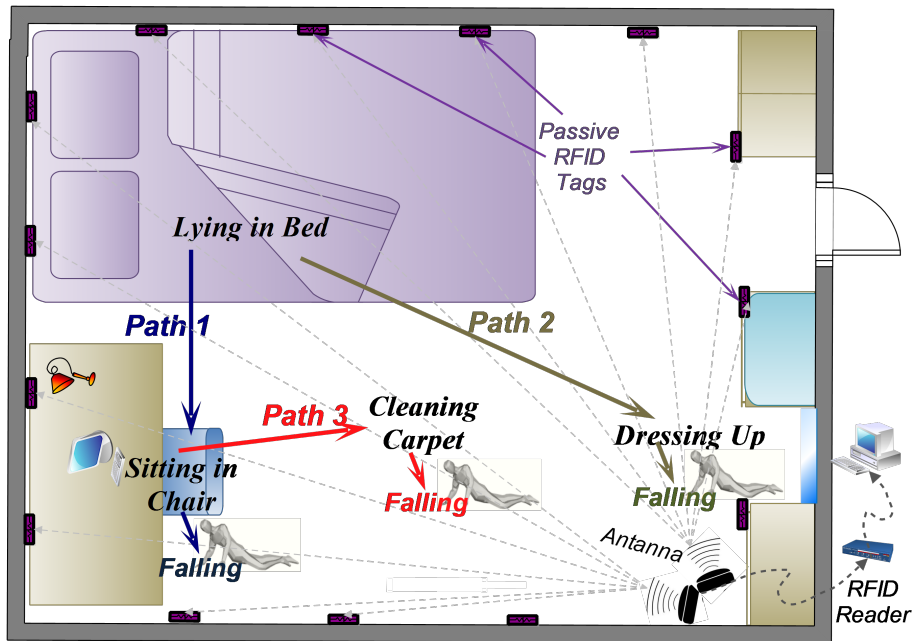 Passive
RFID
Tags
Lying in Bed
Path 1
Path 2
Path 3
Cleaning
Carpet
Dressing Up
Sitting in
Chair
Falling
Falling
Falling
Antanna
RFID
Reader